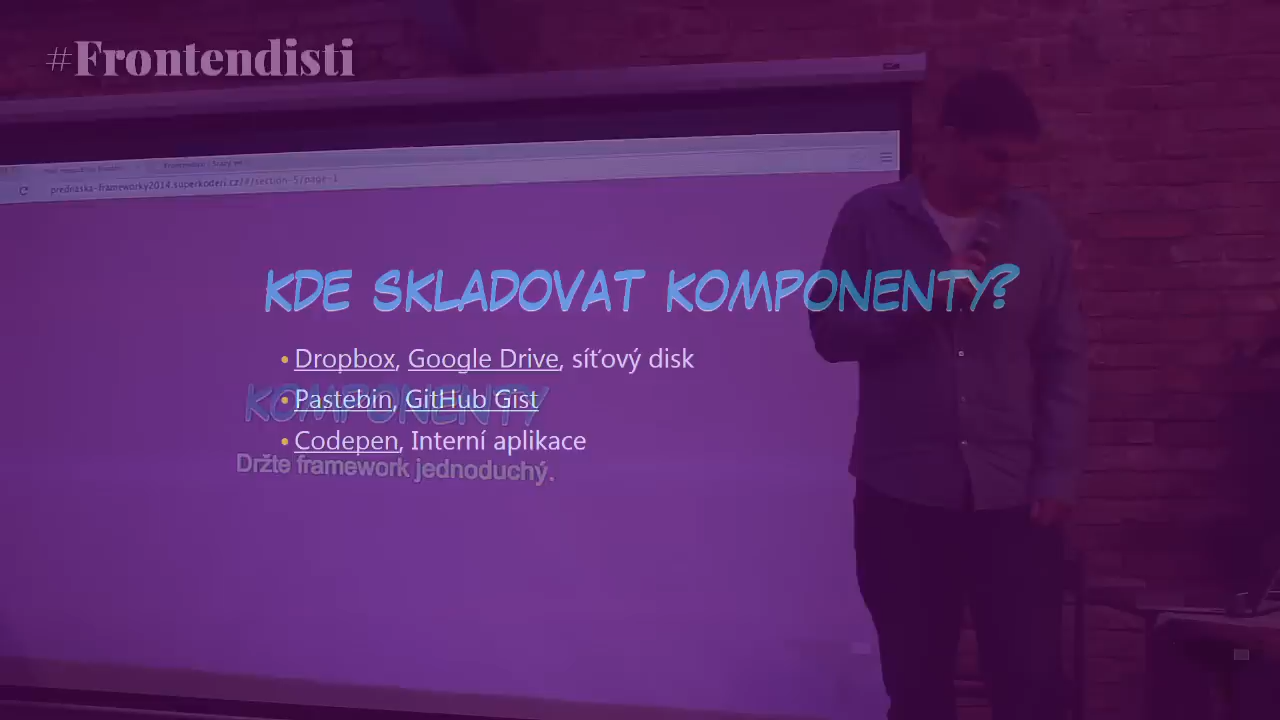 #Frontendisti
prednaska-frameworky2014.superkoderi.cz/#/section-5/page-1
KDE SKLADOVAT KOMPONENTY?
• Dropbox, Google Drive, síťový disk
• Pastebin, GitHub Gist
KOMPONENTY
• Codepen, Interní aplikace
Držte framework jednoduchý.